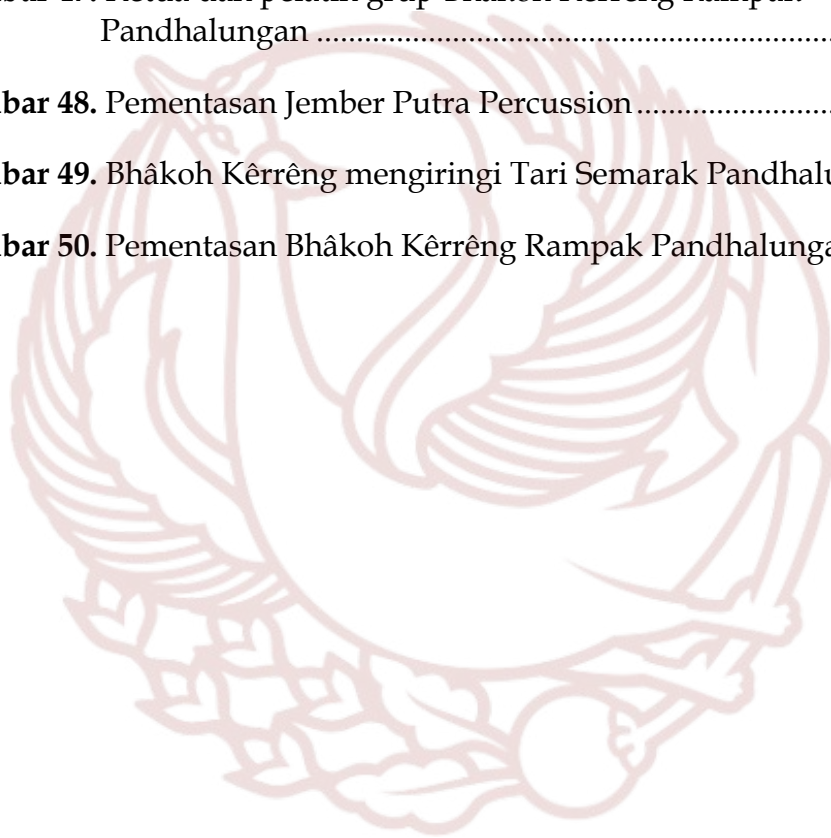 Pandhalungan ................................................................
bar 48. Pementasan Jember Putra Percussion ........................
bar 49. Bhâkoh Kêrrêng mengiringi Tari Semarak Pandhalu
bar 50. Pementasan Bhâkoh Kêrrêng Rampak Pandhalunga